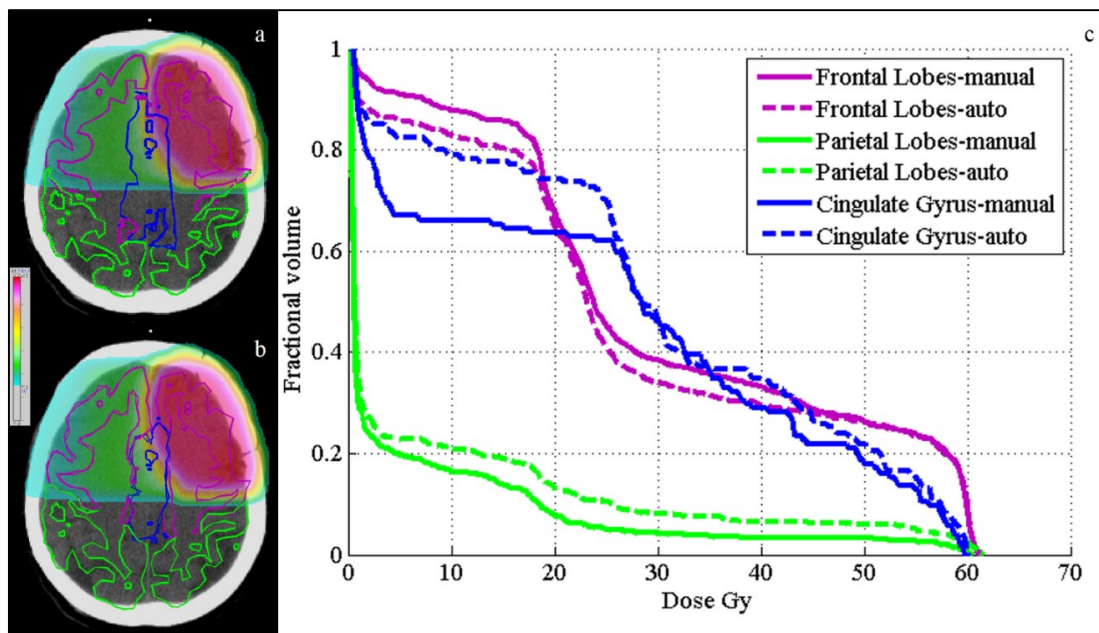 a
b
c
Frontal Lobes-manual
Frontal Lobes-auto
Parietal Lobes-manual
Parietal Lobes-auto
Cingulate Gyrus-manual
Cingulate Gyrus-auto
1
0.8
0.6
0.4
0.2
0
Fractional volume
0 10 20 30 40 50 60 70
Dose Gy